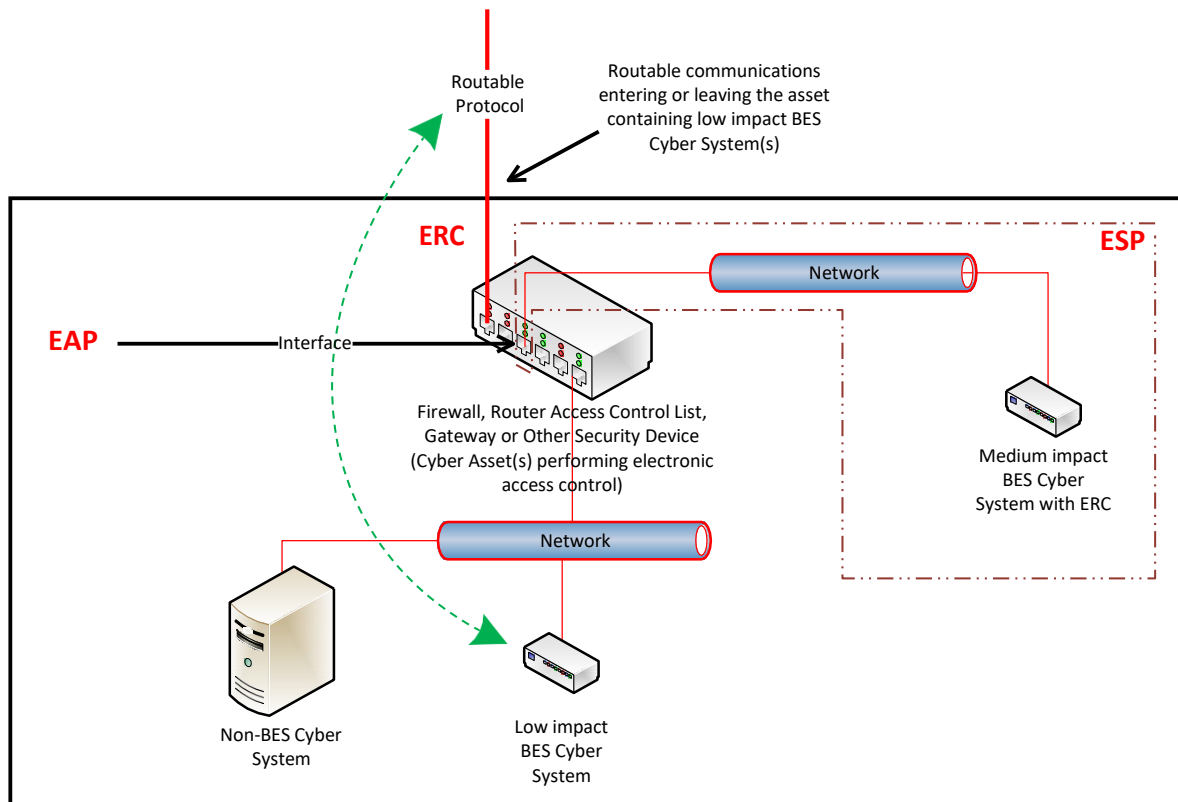 Routable
Protocol
Routable communications
entering or leaving the asset
containing low impact BES
Cyber System(s)
ERC
ESP
Network
EAP
Interface
Firewall, Router Access Control List,
Gateway or Other Security Device
(Cyber Asset(s) performing electronic
access control)
Medium impact
BES Cyber
System with ERC
Network
Non-BES Cyber
System
Low impact
BES Cyber
System